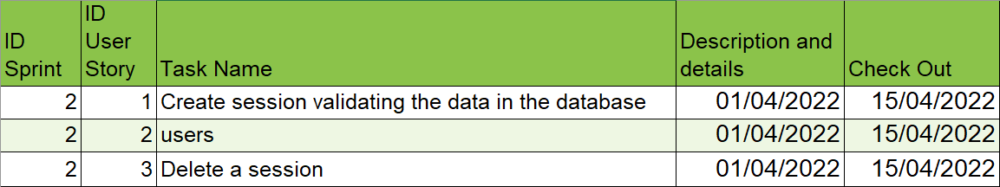 ID Sprint ID User Story Task Name Description and details Check Out
2 1 Create session validating the data in the database 01/04/2022 15/04/2022
2 2 users 01/04/2022 15/04/2022
2 3 Delete a session 01/04/2022 15/04/2022